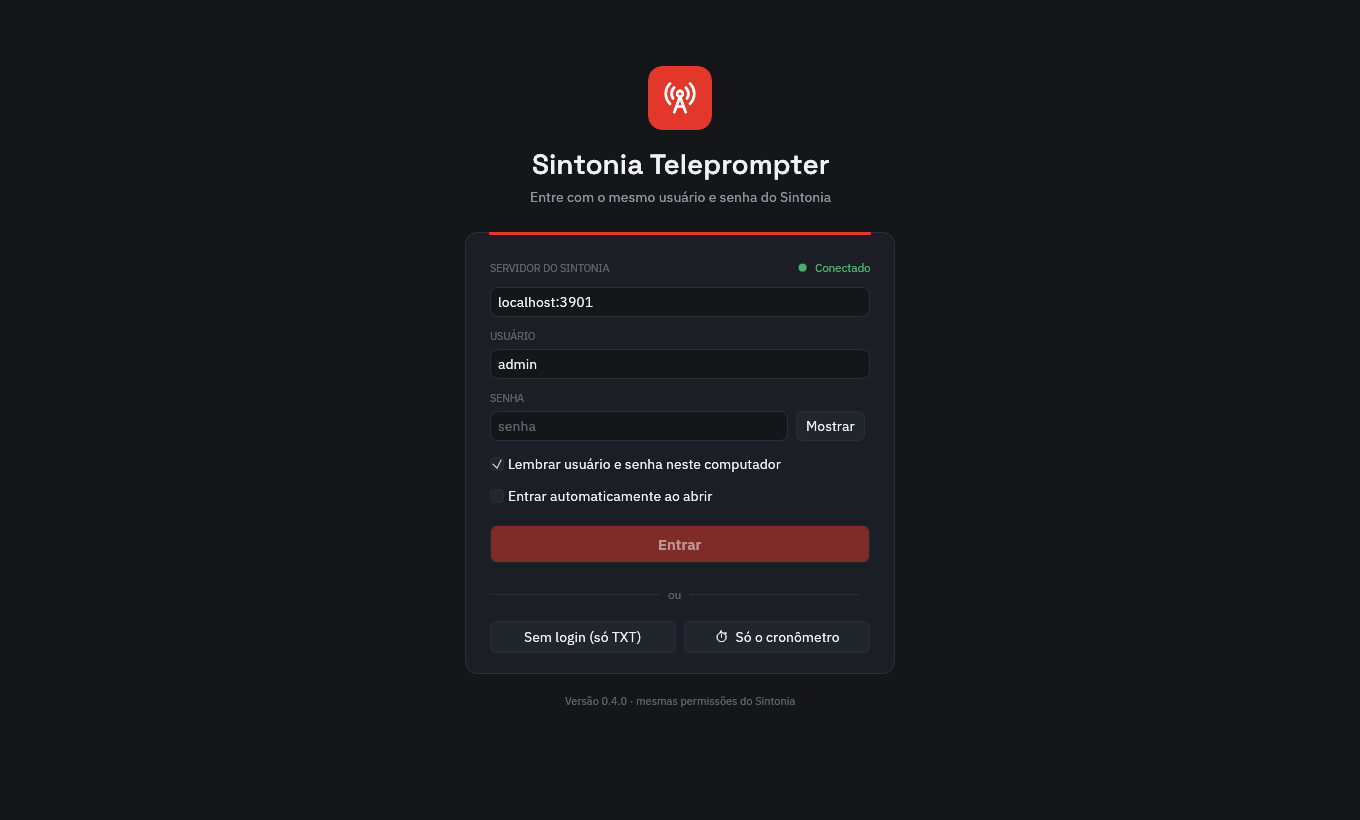 Sintonia Teleprompter
Entre com o mesmo usuário e senha do Sintonia
SERVIDOR DO SINTONIA
Conectado
localhost:3901
USUÁRIO
admin
SENHA
senha
Mostrar
Lembrar usuário e senha neste computador
Entrar automaticamente ao abrir
Entrar
ou
Sem login (só TXT)
⏱ Só o cronômetro
Versão 0.4.0 · mesmas permissões do Sintonia